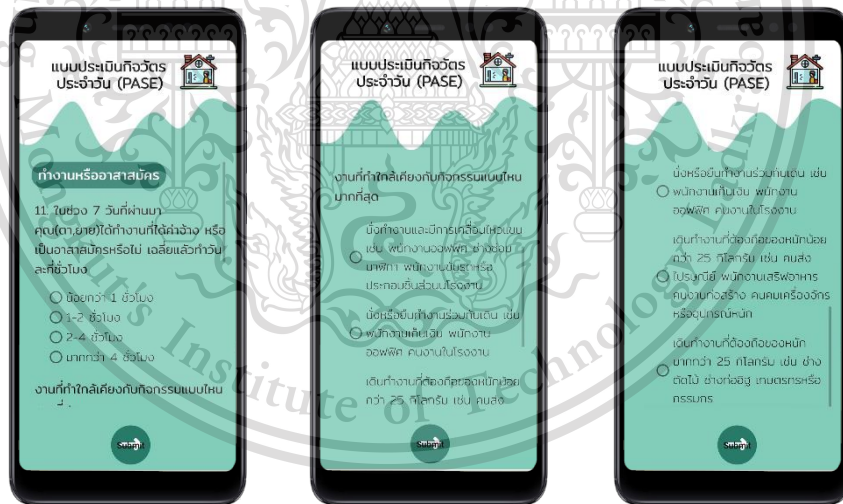 แบบประเมินกิจวัตร
ประจำวัน (PASE)
ทำงานหรืออาสาสมัคร
11. ในช่วง 7 วันที่ผ่านมา
คุณ(ตา,ยาย)ได้ทำงานที่ได้ค่าจ้าง หรือ
เป็นอาสาสมัครหรือไม่ เฉลี่ยแล้วทำวัน
ละกี่ชั่วโมง
น้อยกว่า 1 ชั่วโมง
1-2 ชั่วโมง
2-4 ชั่วโมง
มากกว่า 4 ชั่วโมง
งานที่ทำใกล้เคียงกับกิจกรรมแบบไหน
Submit
แบบประเมินกิจวัตร
ประจำวัน (PASE)
งานที่ทำใกล้เคียงกับกิจกรรมแบบไหน
มากที่สุด
นั่งทำงานและมีการเคลื่อนไหวแขน
เช่น พนักงานออฟฟิศ ช่างซ่อม
นาฬิกา พนักงานขับรถหรือ
ประกอบชิ้นส่วนบนโรงงาน
นั่งหรือยืนทำงานร่วมกับเดิน เช่น
พนักงานเก็บเงิน พนักงาน
ออฟฟิศ คนงานในโรงงาน
เดินทำงานที่ต้องถือของหนักน้อย
กว่า 25 กิโลกรัม เช่น คนส่ง
Submit
แบบประเมินกิจวัตร
ประจำวัน (PASE)
นั่งหรือยืนทำงานร่วมกับเดิน เช่น
พนักงานเก็บเงิน พนักงาน
ออฟฟิศ คนงานในโรงงาน
เดินทำงานที่ต้องถือของหนักน้อย
กว่า 25 กิโลกรัม เช่น คนส่ง
ไปรษณีย์ พนักงานเสริฟอาหาร
คนงานก่อสร้าง คนคุมเครื่องจักร
หรืออุปกรณ์หนัก
เดินทำงานที่ต้องถือของหนัก
มากกว่า 25 กิโลกรัม เช่น ช่าง
ตัดไม้ ช่างก่ออิฐ เกษตรกรหรือ
กรรมกร
Submit